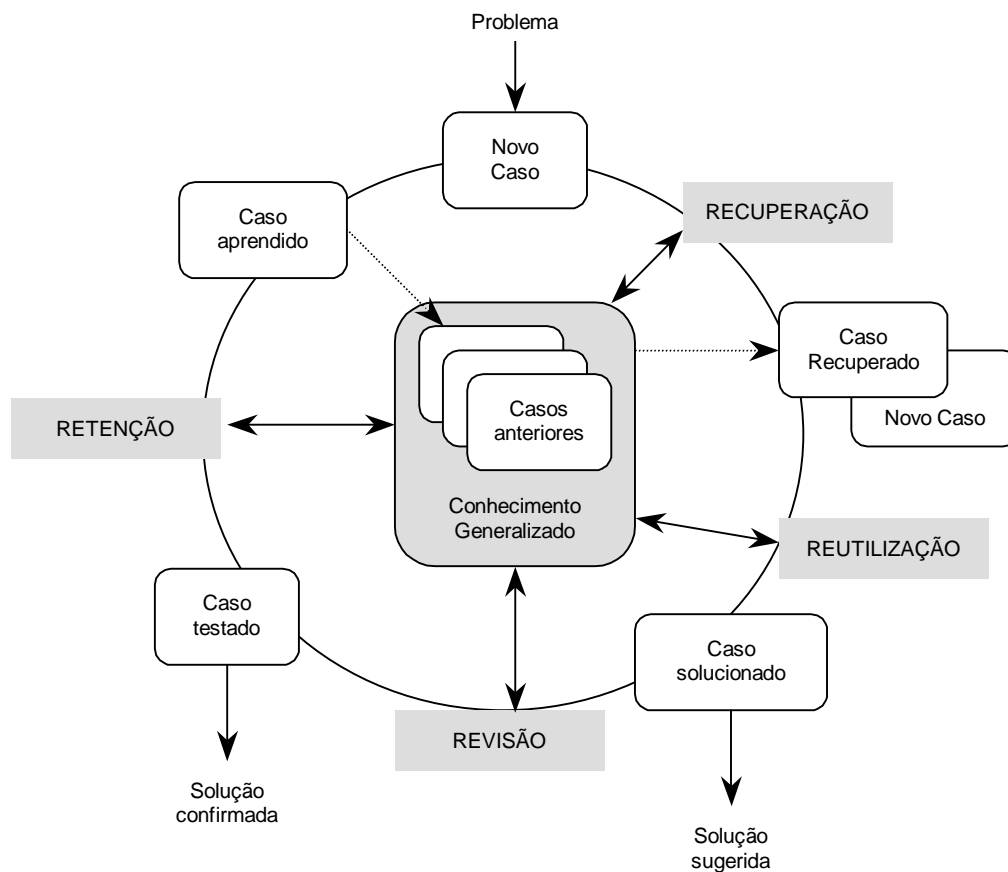 Problema
Novo
Caso
Caso
aprendido
RECUPERAÇÃO
Caso
Recuperado
Novo Caso
Casos
anteriores
RETENÇÃO
Conhecimento
Generalizado
REUTILIZAÇÃO
Caso
testado
Caso
solucionado
REVISÃO
Solução
confirmada
Solução
sugerida